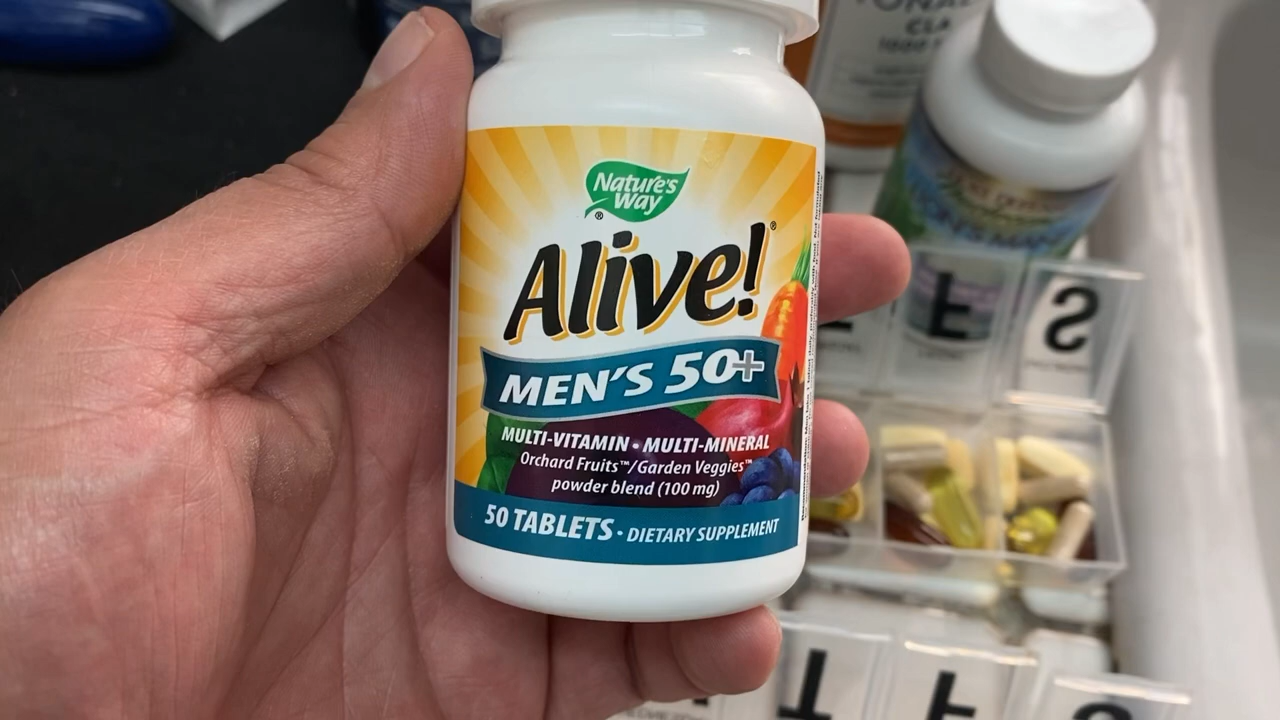 NATURE'S
WAY®
Alive!®
MEN'S 50+
MULTI-VITAMIN • MULTI-MINERAL
Orchard Fruits™/Garden Veggies™
powder blend (100 mg)
50 TABLETS • DIETARY SUPPLEMENT
CLA
1000
F
S
T
F
S